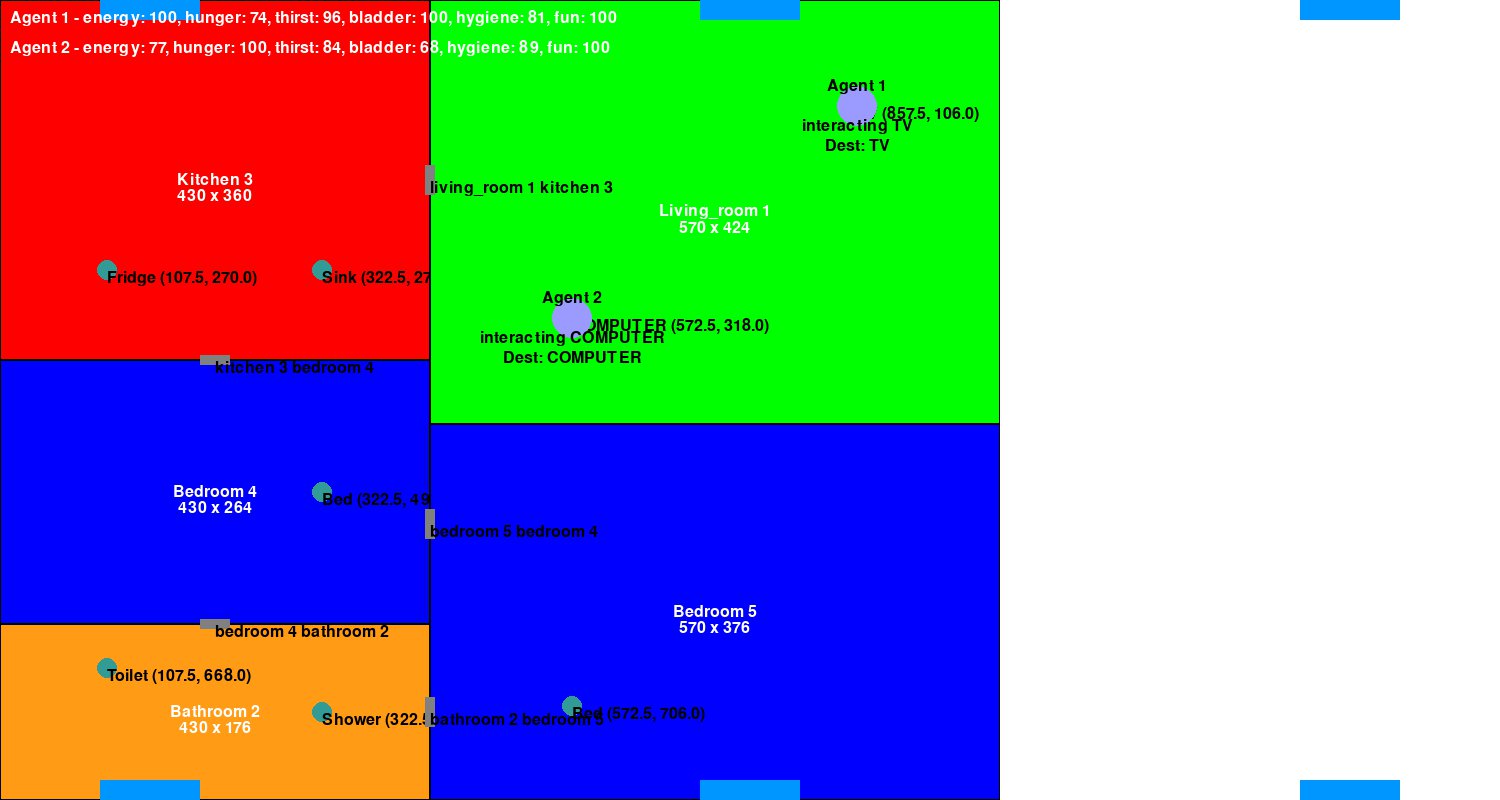 Agent 1 - energy: 100, hunger: 74, thirst: 96, bladder: 100, hygiene: 81, fun: 100
Agent 2 - energy: 77, hunger: 100, thirst: 84, bladder: 68, hygiene: 89, fun: 100
Agent 1
(857.5, 106.0)
interacting TV
Dest: TV
Kitchen 3
430 x 360
living_room 1 kitchen 3
Living_room 1
570 x 424
Fridge (107.5, 270.0)
Sink (322.5, 27
Agent 2
OMPUTER (572.5, 318.0)
interacting COMPUTER
Dest: COMPUTER
kitchen 3 bedroom 4
Bedroom 4
430 x 264
Bed (322.5, 49
bedroom 5 bedroom 4
Bedroom 5
570 x 376
bedroom 4 bathroom 2
Toilet (107.5, 668.0)
Bathroom 2
430 x 176
Shower (322.5
bathroom 2 bedroom 5
Bed (572.5, 706.0)